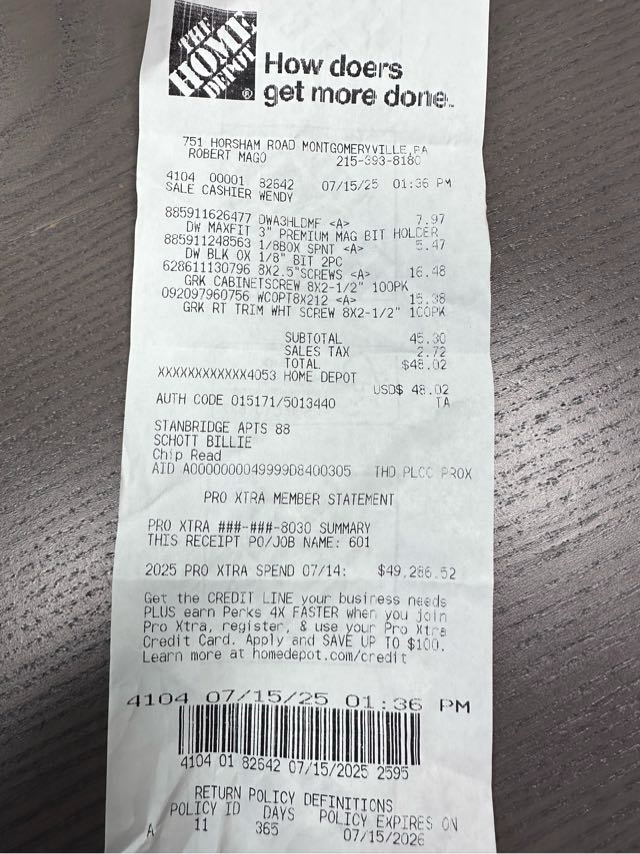 THE
HOME
DEPOT
®
How doers
get more done.
751 HORSHAM ROAD MONTGOMERYVILLE,PA
ROBERT MAGO 215-393-8180
4104 00001 82642 07/15/25 01:36 PM
SALE CASHIER WENDY
885911626477 DWA3HLDMF <A> 7.97
DW MAXFIT 3" PREMIUM MAG BIT HOLDER
885911248563 1/8BOX SPNT <A> 5.47
DW BLK OX 1/8" BIT 2PC
628611130796 8X2.5"SCREWS <A> 16.48
GRK CABINETSCREW 8X2-1/2" 100PK
092097960756 WCOPT8X212 <A> 15.38
GRK RT TRIM WHT SCREW 8X2-1/2" 100PK
SUBTOTAL 45.30
SALES TAX 2.72
TOTAL $48.02
XXXXXXXXXXXX4053 HOME DEPOT
USD$ 48.02
AUTH CODE 015171/5013440 TA
STANBRIDGE APTS 88
SCHOTT BILLIE
Chip Read
AID A0000000049999D8400305 THD PLCC PROX
PRO XTRA MEMBER STATEMENT
PRO XTRA ###-###-8030 SUMMARY
THIS RECEIPT PO/JOB NAME: 601
2025 PRO XTRA SPEND 07/14: $49,286.52
Get the CREDIT LINE your business needs
PLUS earn Perks 4X FASTER when you join
Pro Xtra, register, & use your Pro Xtra
Credit Card. Apply and SAVE UP TO $100.
Learn more at homedepot.com/credit
4104 07/15/25 01:36 PM
4104 01 82642 07/15/2025 2595
RETURN POLICY DEFINITIONS
POLICY ID DAYS POLICY EXPIRES ON
A 11 365 07/15/2026